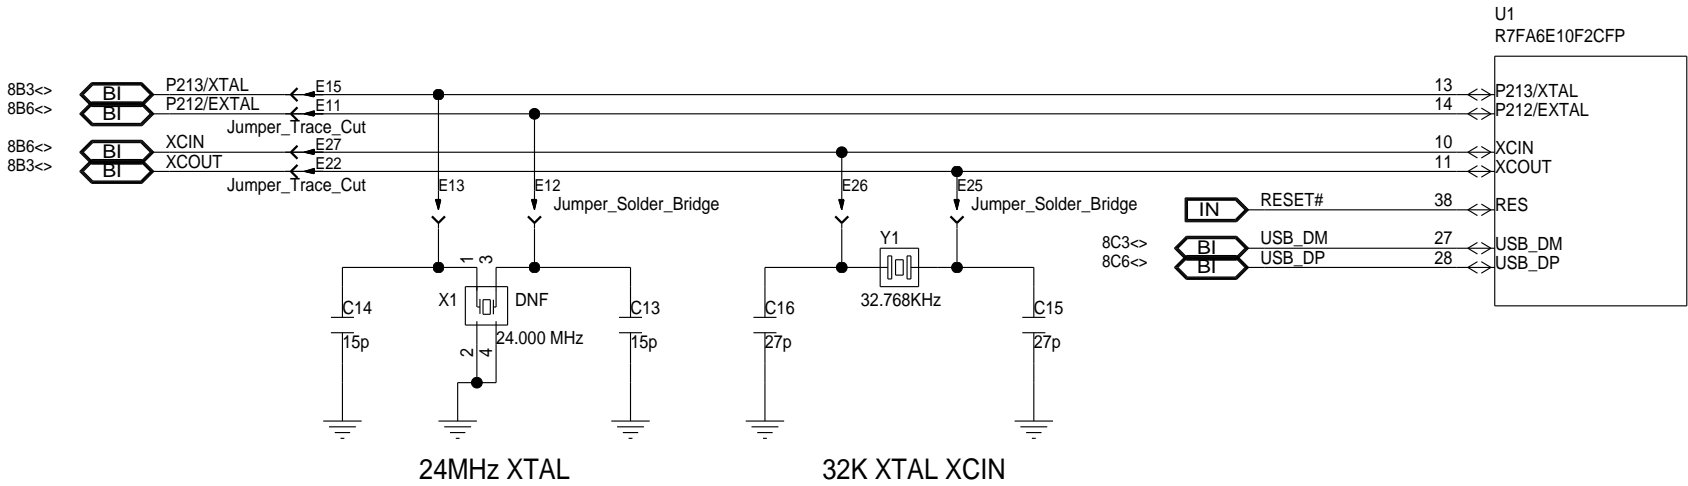 U1
R7FA6E10F2CFP
8B3<> BI P213/XTAL E15 13 P213/XTAL
8B6<> BI P212/EXTAL E11 14 P212/EXTAL
Jumper_Trace_Cut
8B6<> BI XCIN E27 10 XCIN
8B3<> BI XCOUT E22 11 XCOUT
Jumper_Trace_Cut
E13 E12 E26 E25
Jumper_Solder_Bridge Jumper_Solder_Bridge
IN RESET# 38 RES
8C3<> BI USB_DM 27 USB_DM
8C6<> BI USB_DP 28 USB_DP
1 3 Y1
X1 DNF 32.768KHz
C14 C13 C16 C15
24.000 MHz
15p 15p 27p 27p
2 4
24MHz XTAL 32K XTAL XCIN